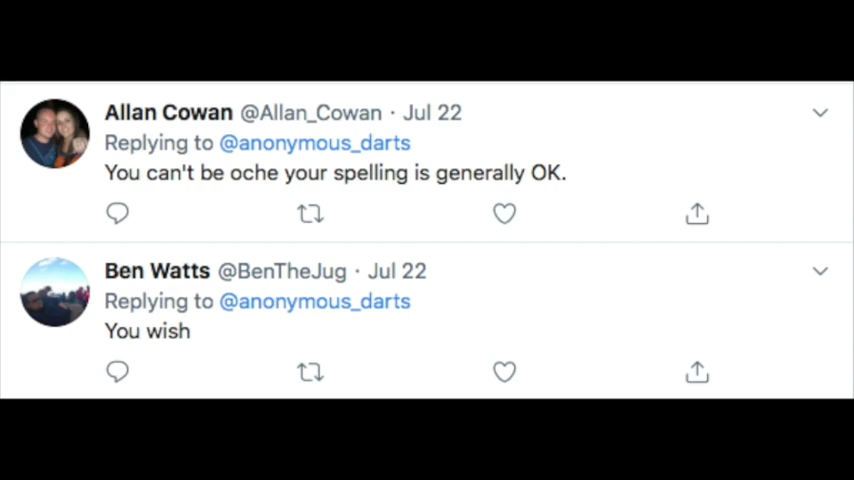 Allan Cowan @Allan_Cowan · Jul 22
Replying to @anonymous_darts
You can't be oche your spelling is generally OK.
Ben Watts @BenTheJug · Jul 22
Replying to @anonymous_darts
You wish